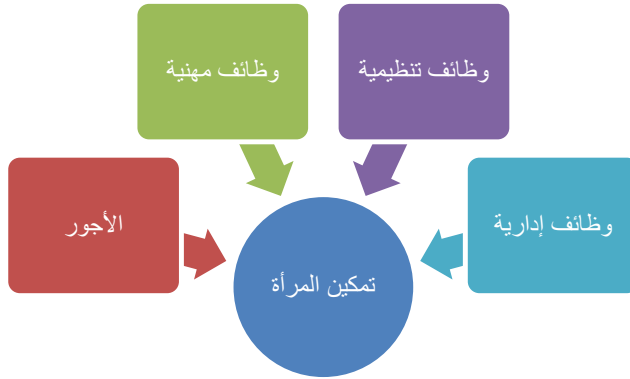 وظائف تنظيمية
وظائف مهنية
وظائف إدارية
الأجور
تمكين المرأة